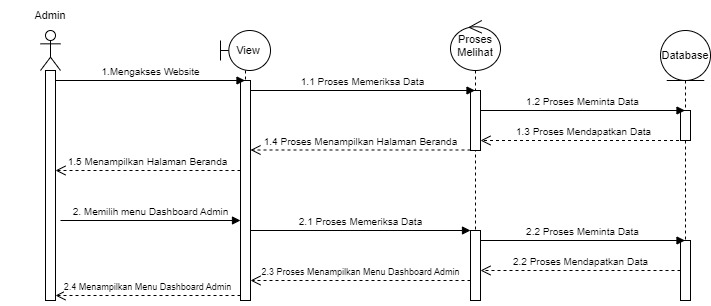 Admin
View
Proses
Melihat
Database
1.Mengakses Website
1.1 Proses Memeriksa Data
1.2 Proses Meminta Data
1.3 Proses Mendapatkan Data
1.4 Proses Menampilkan Halaman Beranda
1.5 Menampilkan Halaman Beranda
2. Memilih menu Dashboard Admin
2.1 Proses Memeriksa Data
2.2 Proses Meminta Data
2.2 Proses Mendapatkan Data
2.3 Proses Menampilkan Menu Dashboard Admin
2.4 Menampilkan Menu Dashboard Admin